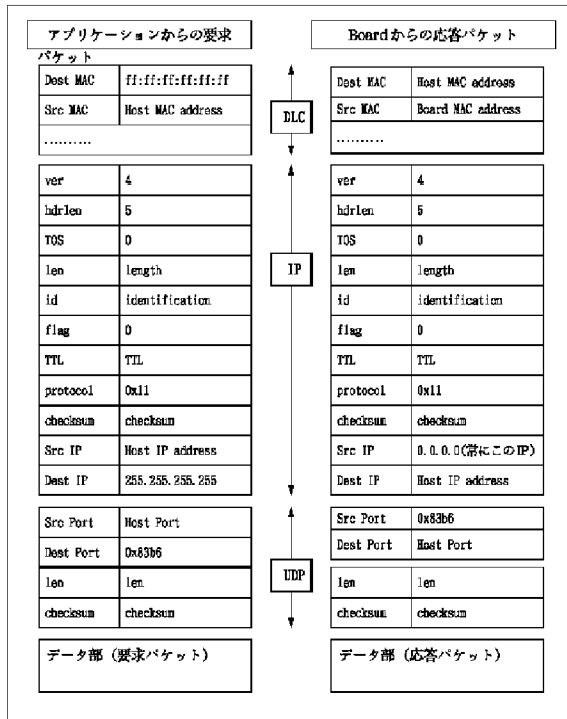 アプリケーションからの要求パケット
Dest MAC ff:ff:ff:ff:ff:ff
Src MAC Host MAC address
..........
ver 4
hdrlen 5
TOS 0
len length
id identification
flag 0
TTL TTL
protocol 0x11
checksum checksum
Src IP Host IP address
Dest IP 255.255.255.255
Src Port Host Port
Dest Port 0x83b6
len len
checksum checksum
データ部（要求パケット）
DLC
IP
UDP
Boardからの応答パケット
Dest MAC Host MAC address
Src MAC Board MAC address
..........
ver 4
hdrlen 5
TOS 0
len length
id identification
flag 0
TTL TTL
protocol 0x11
checksum checksum
Src IP 0.0.0.0(常にこのIP)
Dest IP Host IP address
Src Port 0x83b6
Dest Port Host Port
len len
checksum checksum
データ部（応答パケット）